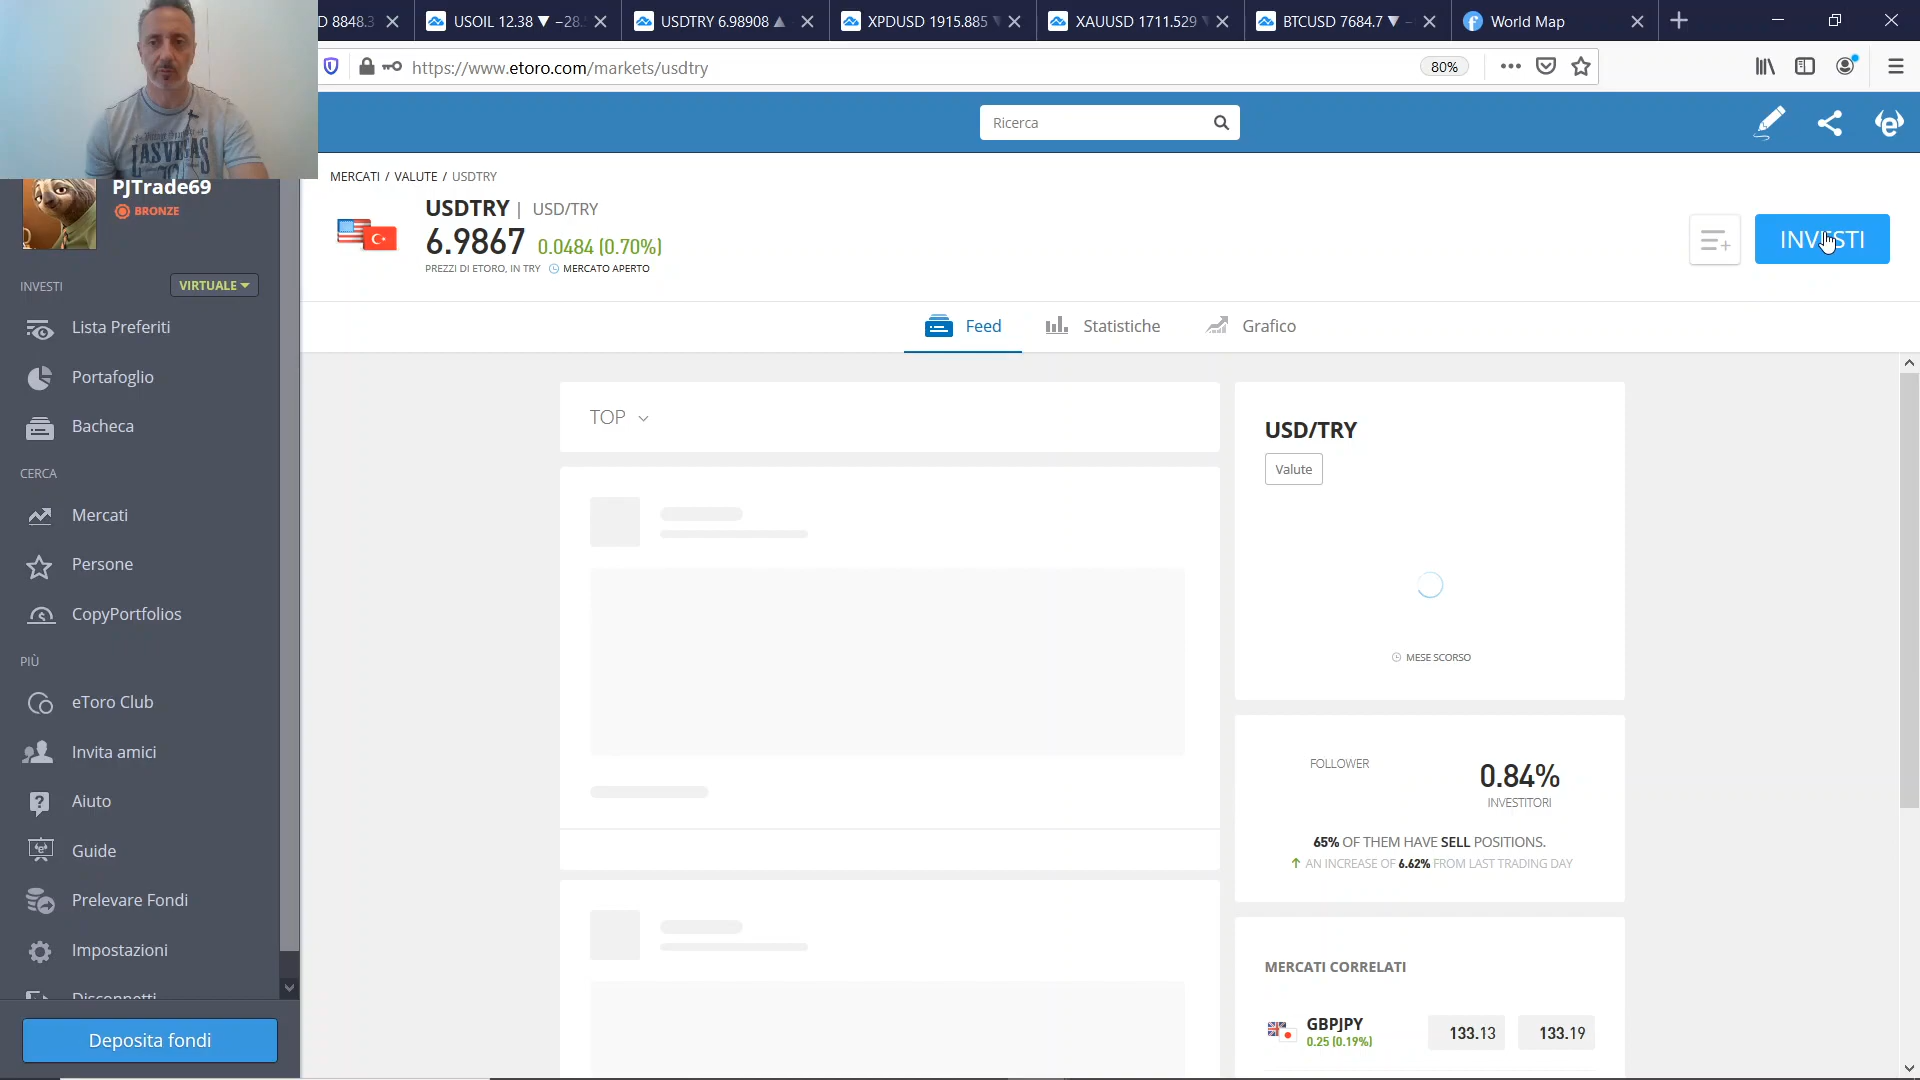 D 8848.3
USOIL 12.38 ▼ −28.
USDTRY 6.98908 ▲
XPDUSD 1915.885
XAUUSD 1711.529
BTCUSD 7684.7 ▼ −
World Map
https://www.etoro.com/markets/usdtry
80%
Ricerca
LAS VEGAS
PJTrade69
BRONZE
MERCATI / VALUTE / USDTRY
USDTRY | USD/TRY
6.9867 0.0484 (0.70%)
PREZZI DI ETORO, IN TRY MERCATO APERTO
INVESTI
Feed
Statistiche
Grafico
INVESTI
VIRTUALE
Lista Preferiti
Portafoglio
Bacheca
CERCA
Mercati
Persone
CopyPortfolios
PIÙ
eToro Club
Invita amici
Aiuto
Guide
Prelevare Fondi
Impostazioni
Disconnetti
Deposita fondi
TOP
USD/TRY
Valute
MESE SCORSO
FOLLOWER
0.84%
INVESTITORI
65% OF THEM HAVE SELL POSITIONS.
AN INCREASE OF 6.62% FROM LAST TRADING DAY
MERCATI CORRELATI
GBPJPY
0.25 (0.19%)
133.13
133.19